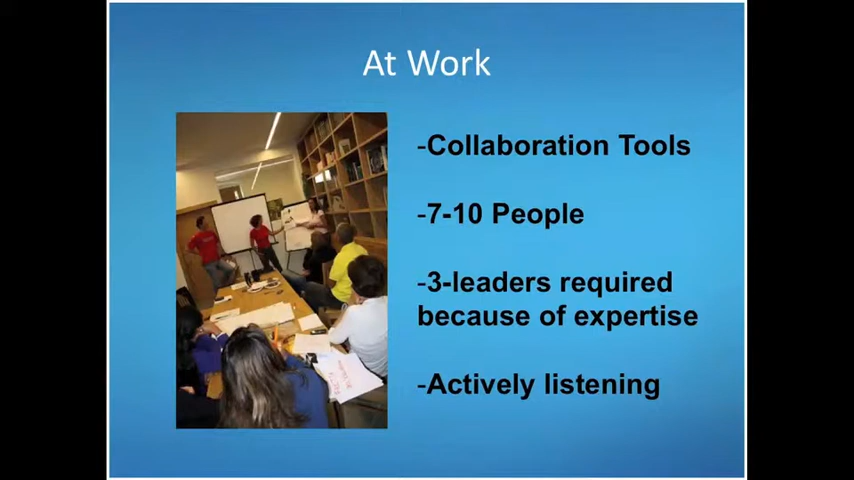 At Work
-Collaboration Tools
-7-10 People
-3-leaders required
because of expertise
-Actively listening